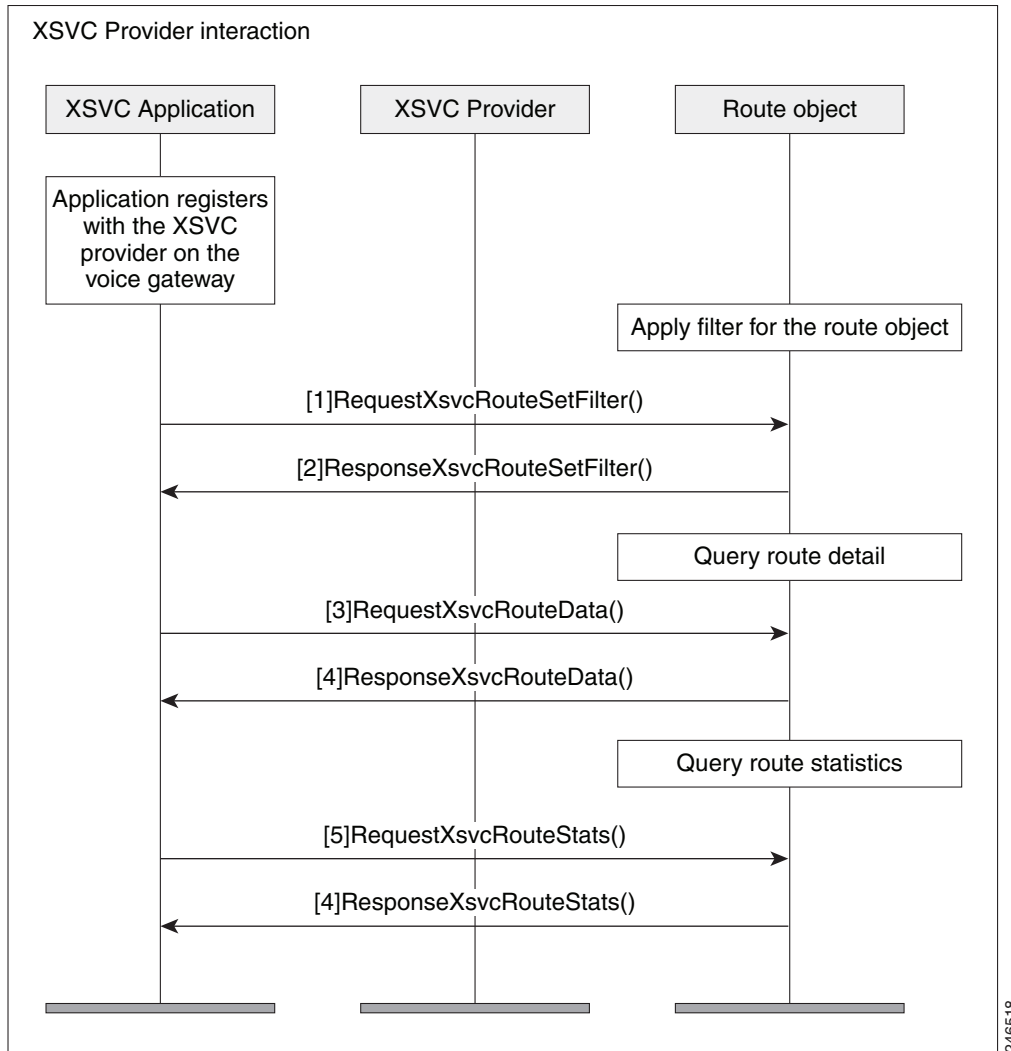 XSVC Provider interaction
XSVC Application
XSVC Provider
Route object
Application registers
with the XSVC
provider on the
voice gateway
Apply filter for the route object
[1]RequestXsvcRouteSetFilter()
[2]ResponseXsvcRouteSetFilter()
Query route detail
[3]RequestXsvcRouteData()
[4]ResponseXsvcRouteData()
Query route statistics
[5]RequestXsvcRouteStats()
[4]ResponseXsvcRouteStats()
246518